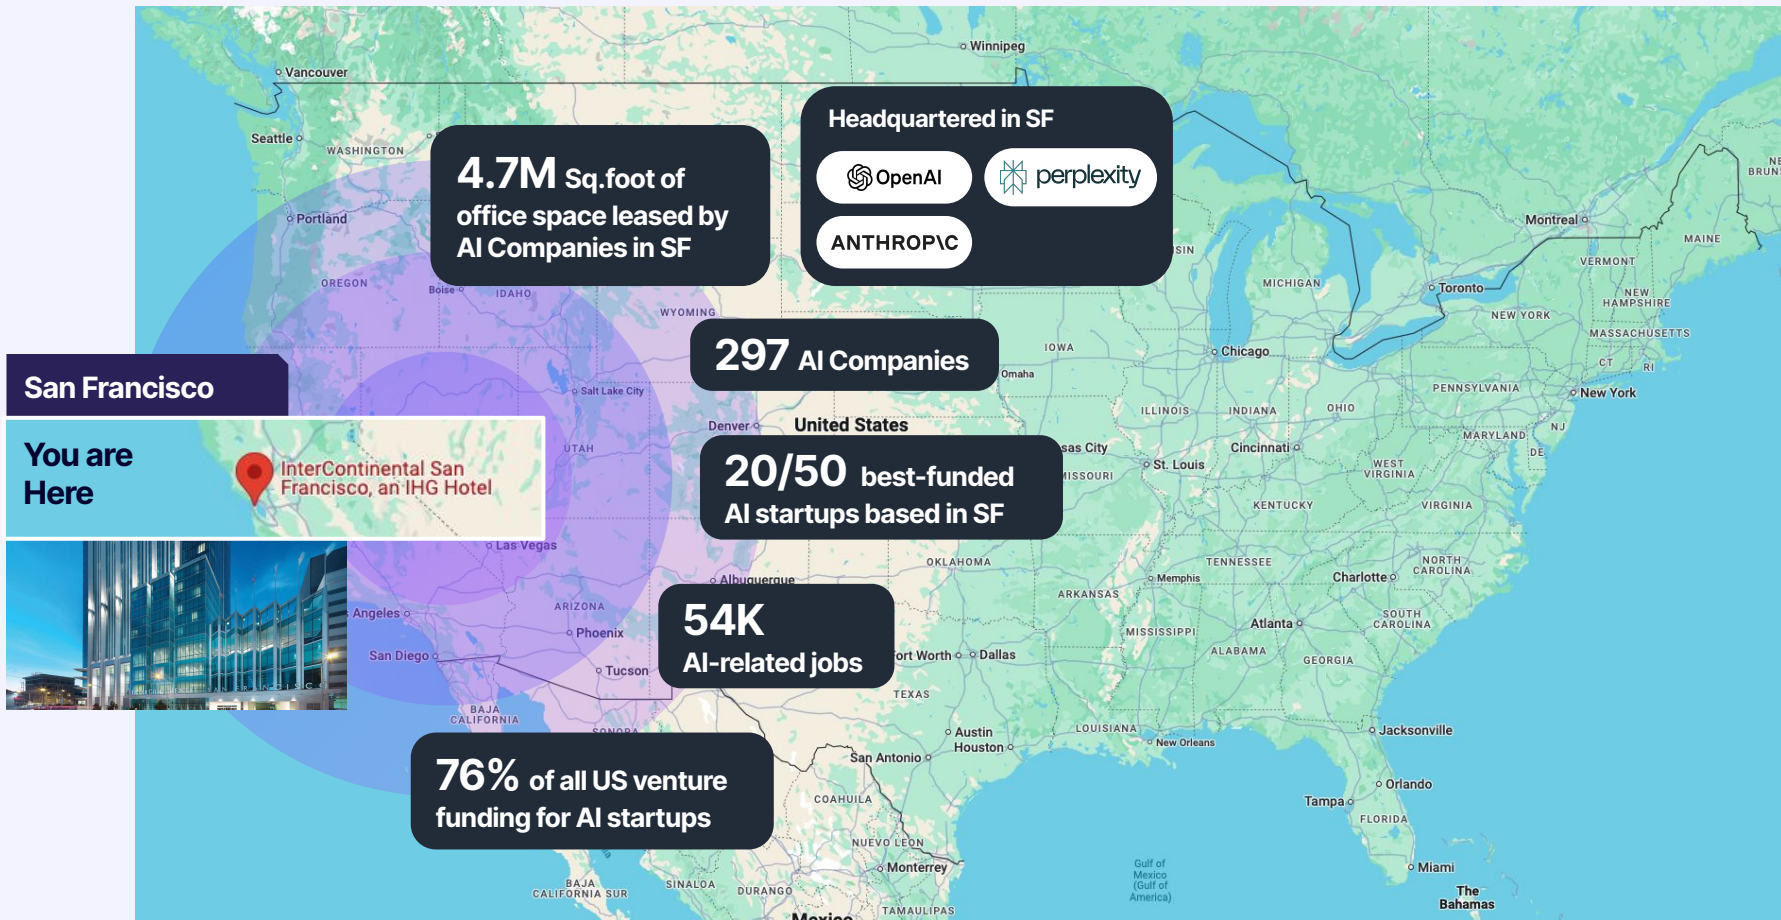 San Francisco
You are
Here
InterContinental San
Francisco, an IHG Hotel
4.7M Sq.foot of
office space leased by
AI Companies in SF
Headquartered in SF
OpenAI
perplexity
ANTHROP\C
297 AI Companies
20/50 best-funded
AI startups based in SF
54K
AI-related jobs
76% of all US venture
funding for AI startups
Winnipeg
Vancouver
Seattle
WASHINGTON
Portland
OREGON
Boise
IDAHO
WYOMING
Salt Lake City
UTAH
Denver
United States
Las Vegas
Albuquerque
Angeles
ARIZONA
Phoenix
San Diego
Tucson
BAJA
CALIFORNIA
SONORA
IOWA
Omaha
sas City
ISSOURI
St. Louis
SIN
MICHIGAN
Chicago
ILLINOIS
INDIANA
OHIO
Cincinnati
KENTUCKY
WEST
VIRGINIA
VIRGINIA
PENNSYLVANIA
MARYLAND
DE
NJ
New York
NEW YORK
Toronto
Montreal
MAINE
VERMONT
NEW
HAMPSHIRE
MASSACHUSETTS
CT
RI
NE
BRUNS
OKLAHOMA
ARKANSAS
Memphis
TENNESSEE
Charlotte
NORTH
CAROLINA
SOUTH
CAROLINA
Atlanta
MISSISSIPPI
ALABAMA
GEORGIA
ort Worth
Dallas
TEXAS
Austin
Houston
San Antonio
LOUISIANA
New Orleans
Jacksonville
Orlando
Tampa
FLORIDA
Miami
The
Bahamas
Gulf of
Mexico
(Gulf of
America)
COAHUILA
NUEVO LEON
Monterrey
BAJA
CALIFORNIA SUR
SINALOA
DURANGO
TAMAULIPAS
Mexico